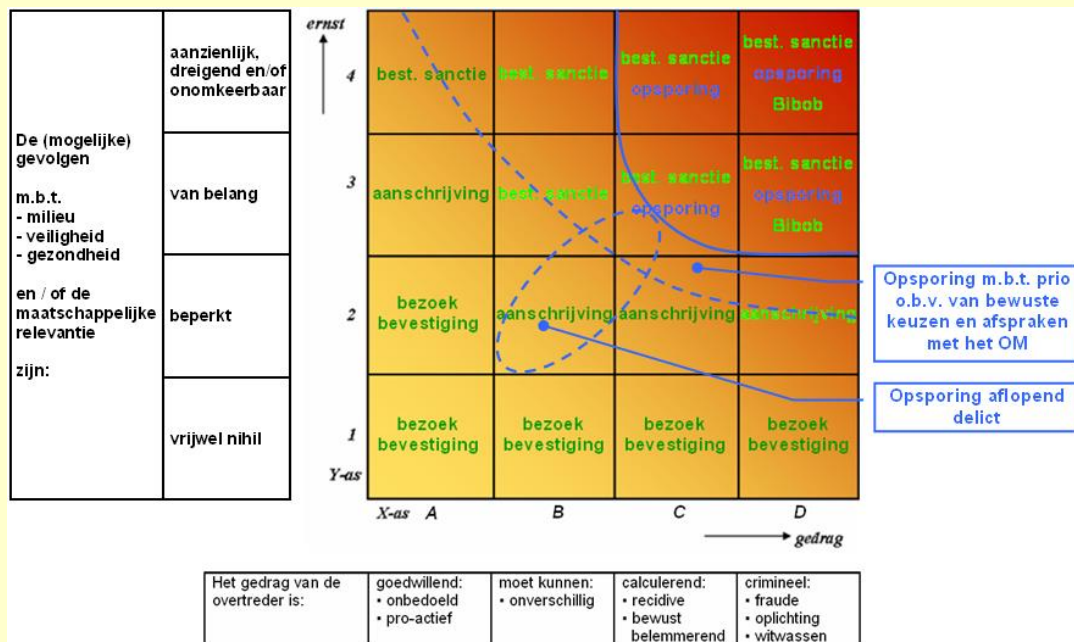 De (mogelijke)
gevolgen
m.b.t.
- milieu
- veiligheid
- gezondheid
en / of de
maatschappelijke
relevantie
zijn:
aanzienlijk,
dreigend en/of
onomkeerbaar
van belang
beperkt
vrijwel nihil
ernst
4
best. sanctie
best. sanctie
best. sanctie
opsporing
best. sanctie
opsporing
Bibob
3
aanschrijving
best. sanctie
best. sanctie
opsporing
best. sanctie
opsporing
Bibob
2
bezoek
bevestiging
aanschrijving
aanschrijving
aanschrijving
1
bezoek
bevestiging
bezoek
bevestiging
bezoek
bevestiging
bezoek
bevestiging
Y-as
X-as A B C D
gedrag
Opsporing m.b.t. prio
o.b.v. van bewuste
keuzen en afspraken
met het OM
Opsporing aflopend
delict
Het gedrag van de
overtreder is:
goedwillend:
• onbedoeld
• pro-actief
moet kunnen:
• onverschillig
calculerend:
• recidive
• bewust
belemmerend
crimineel:
• fraude
• oplichting
• witwassen